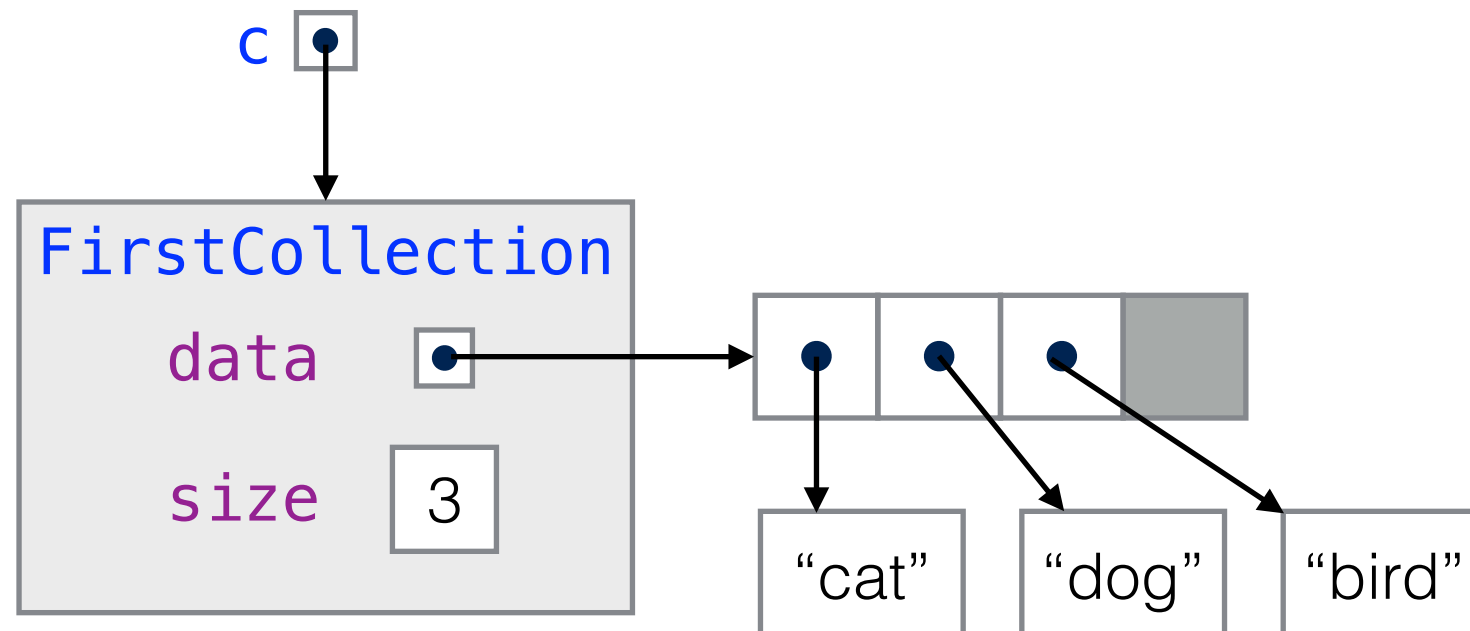 c
FirstCollection
data
size 3
“cat” “dog” “bird”